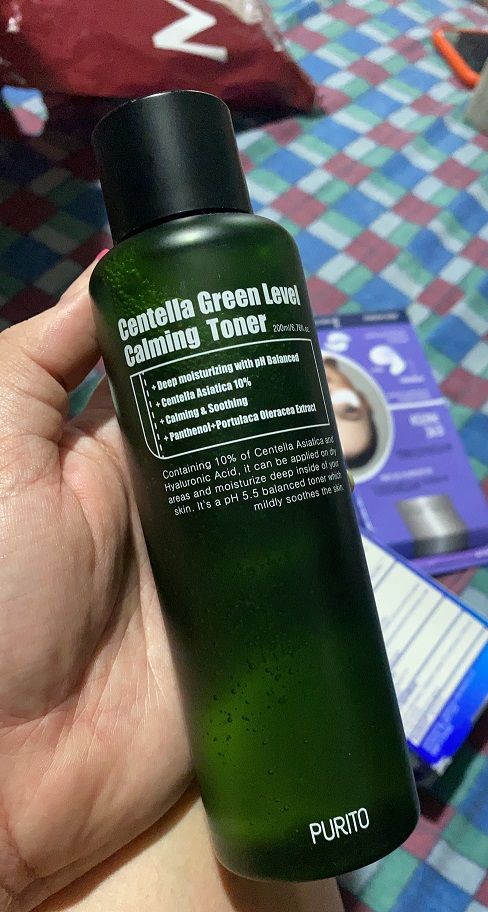 M
Centella Green Level
Calming Toner 200ml/6.76fl.oz.
+ Deep moisturizing with pH Balanced
+ Centella Asiatica 10%
+ Calming & Soothing
+ Panthenol+Portulaca Oleracea Extract
Containing 10% of Centella Asiatica and
Hyaluronic Acid, it can be applied on dry
areas and moisturize deep inside of your
skin. It's a pH 5.5 balanced toner which
mildly soothes the skin.
PURITO